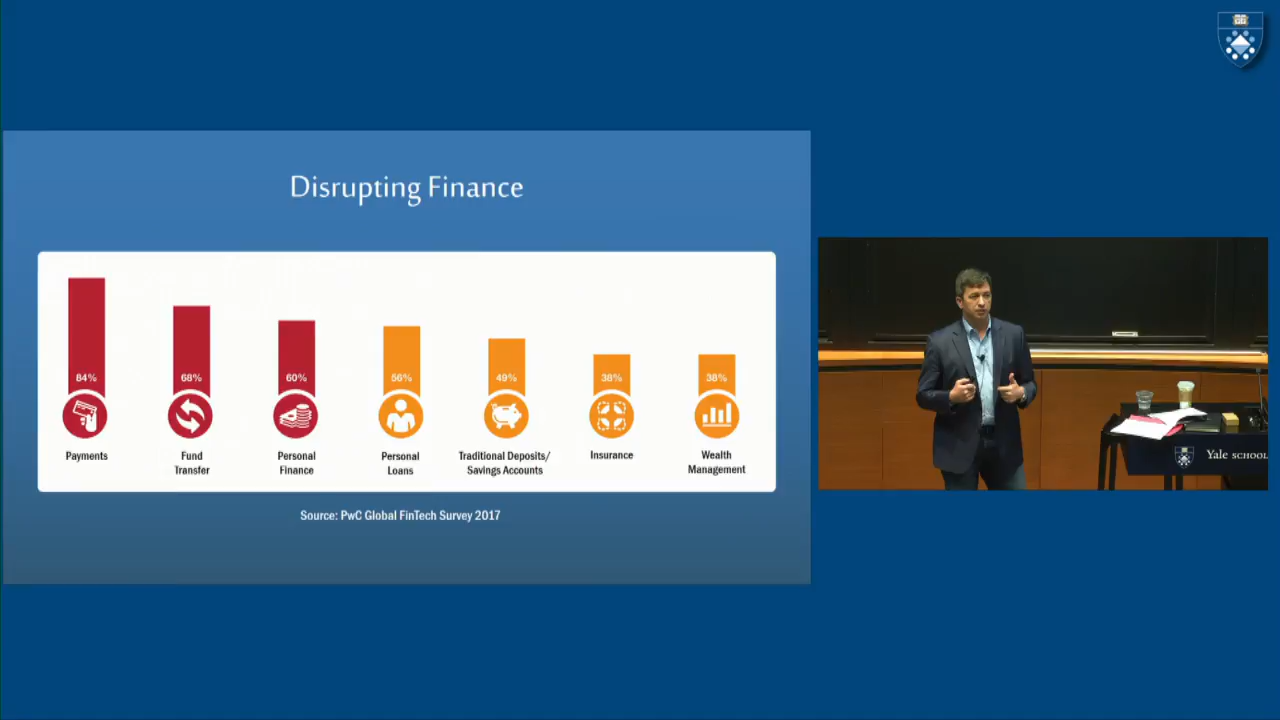 Disrupting Finance
84%
68%
60%
56%
49%
38%
38%
Payments
Fund
Transfer
Personal
Finance
Personal
Loans
Traditional Deposits/
Savings Accounts
Insurance
Wealth
Management
Source: PwC Global FinTech Survey 2017
Yale SCHOOL